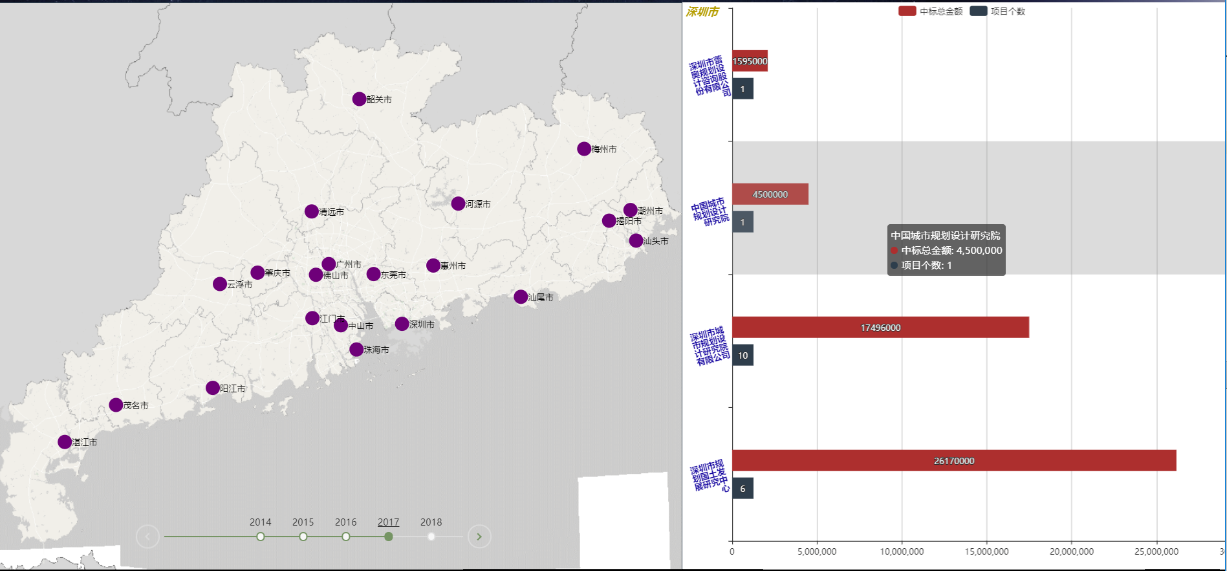 韶关市
梅州市
河源市
清远市
潮州市
揭阳市
汕头市
广州市
惠州市
肇庆市
佛山市
东莞市
云浮市
汕尾市
江门市
中山市
深圳市
珠海市
阳江市
茂名市
湛江市
2014
2015
2016
2017
2018
深圳市
中标总金额
项目个数
深圳市雷
奥规划设
计咨询股
份有限公
司
1595000
1
中国城市
规划设计
研究院
4500000
1
中国城市规划设计研究院
中标总金额: 4,500,000
项目个数: 1
深圳市城
市规划设
计研究院
有限公司
17496000
10
深圳市规
划国土发
展研究中
心
26170000
6
0
5,000,000
10,000,000
15,000,000
20,000,000
25,000,000